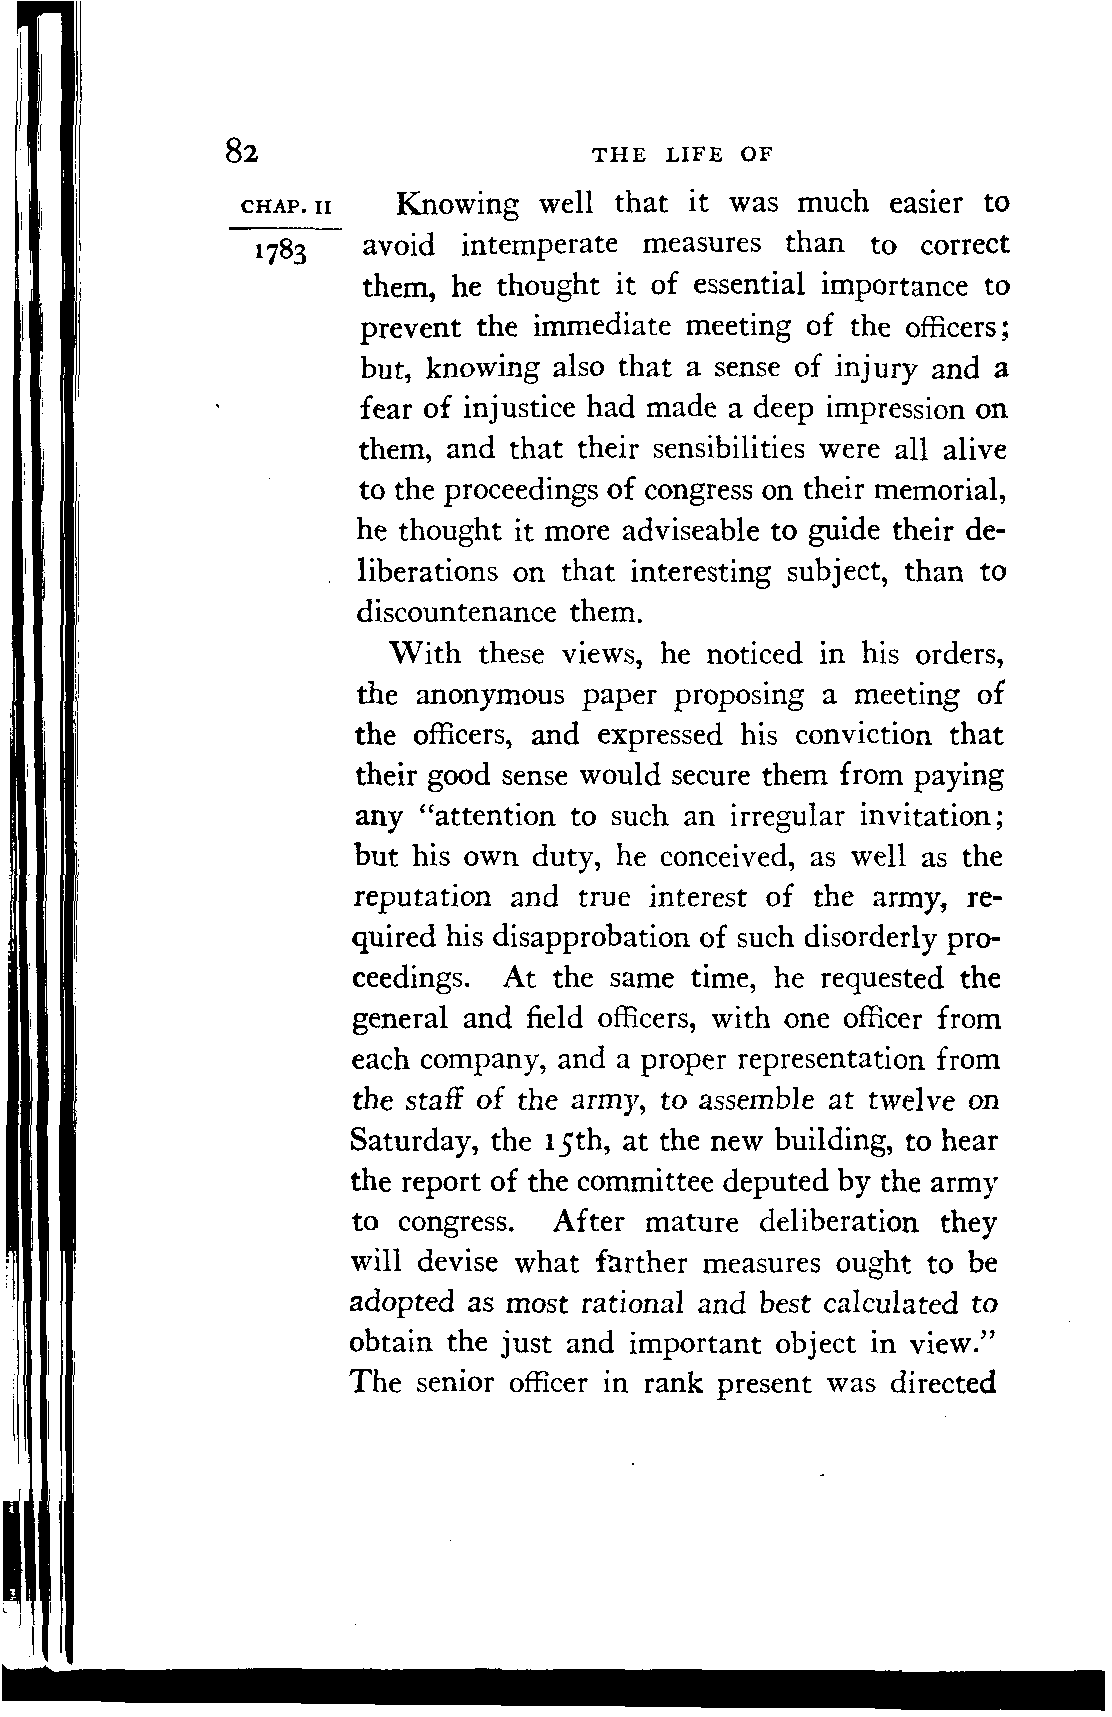 82 THE LIFE OF
CHAP. II Knowing well that it was much easier to
1783 avoid intemperate measures than to correct
them, he thought it of essential importance to
prevent the immediate meeting of the officers;
but, knowing also that a sense of injury and a
fear of injustice had made a deep impression on
them, and that their sensibilities were all alive
to the proceedings of congress on their memorial,
he thought it more adviseable to guide their de-
liberations on that interesting subject, than to
discountenance them.
With these views, he noticed in his orders,
the anonymous paper proposing a meeting of
the officers, and expressed his conviction that
their good sense would secure them from paying
any “attention to such an irregular invitation;
but his own duty, he conceived, as well as the
reputation and true interest of the army, re-
quired his disapprobation of such disorderly pro-
ceedings. At the same time, he requested the
general and field officers, with one officer from
each company, and a proper representation from
the staff of the army, to assemble at twelve on
Saturday, the 15th, at the new building, to hear
the report of the committee deputed by the army
to congress. After mature deliberation they
will devise what farther measures ought to be
adopted as most rational and best calculated to
obtain the just and important object in view.”
The senior officer in rank present was directed